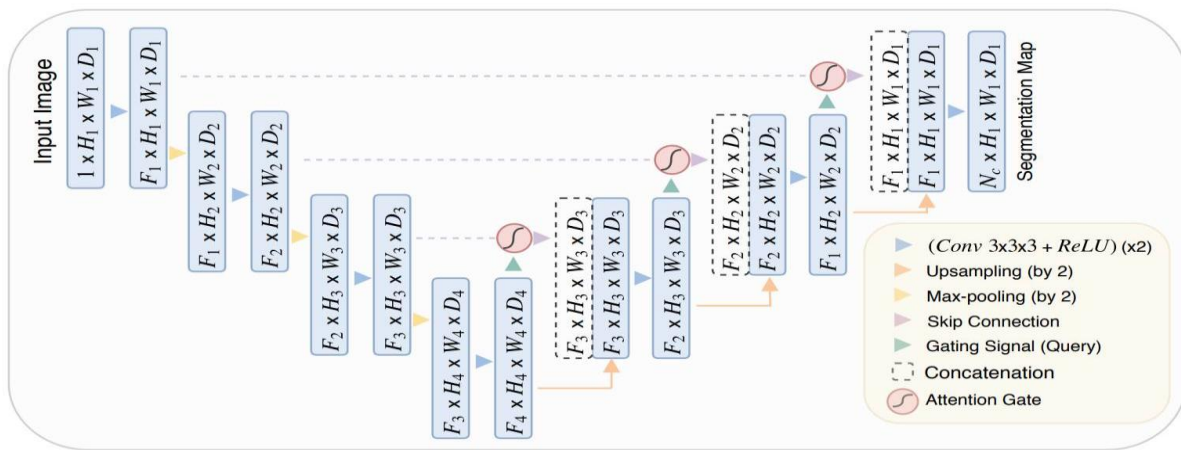 Input Image
1 x H₁ x W₁ x D₁
F₁ x H₁ x W₁ x D₁
F₁ x H₂ x W₂ x D₂
F₂ x H₂ x W₂ x D₂
F₂ x H₃ x W₃ x D₃
F₃ x H₃ x W₃ x D₃
F₃ x H₄ x W₄ x D₄
F₄ x H₄ x W₄ x D₄
F₃ x H₃ x W₃ x D₃
F₃ x H₃ x W₃ x D₃
F₂ x H₃ x W₃ x D₃
F₂ x H₂ x W₂ x D₂
F₂ x H₂ x W₂ x D₂
F₁ x H₂ x W₂ x D₂
F₁ x H₁ x W₁ x D₁
F₁ x H₁ x W₁ x D₁
N꜀ x H₁ x W₁ x D₁
Segmentation Map
(Conv 3x3x3 + ReLU) (x2)
Upsampling (by 2)
Max-pooling (by 2)
Skip Connection
Gating Signal (Query)
Concatenation
Attention Gate